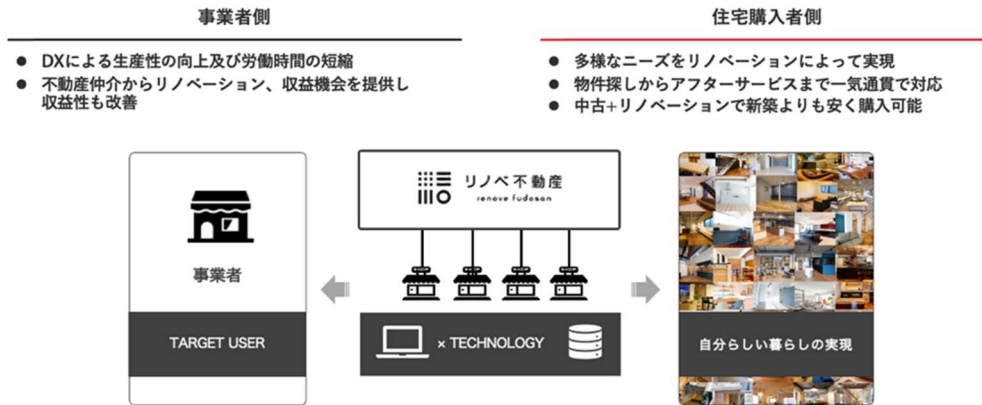 事業者側
● DXによる生産性の向上及び労働時間の短縮
● 不動産仲介からリノベーション、収益機会を提供し
収益性も改善
住宅購入者側
● 多様なニーズをリノベーションによって実現
● 物件探しからアフターサービスまで一気通貫で対応
● 中古+リノベーションで新築よりも安く購入可能
事業者
TARGET USER
リノベ不動産
renove fudosan
× TECHNOLOGY
自分らしい暮らしの実現